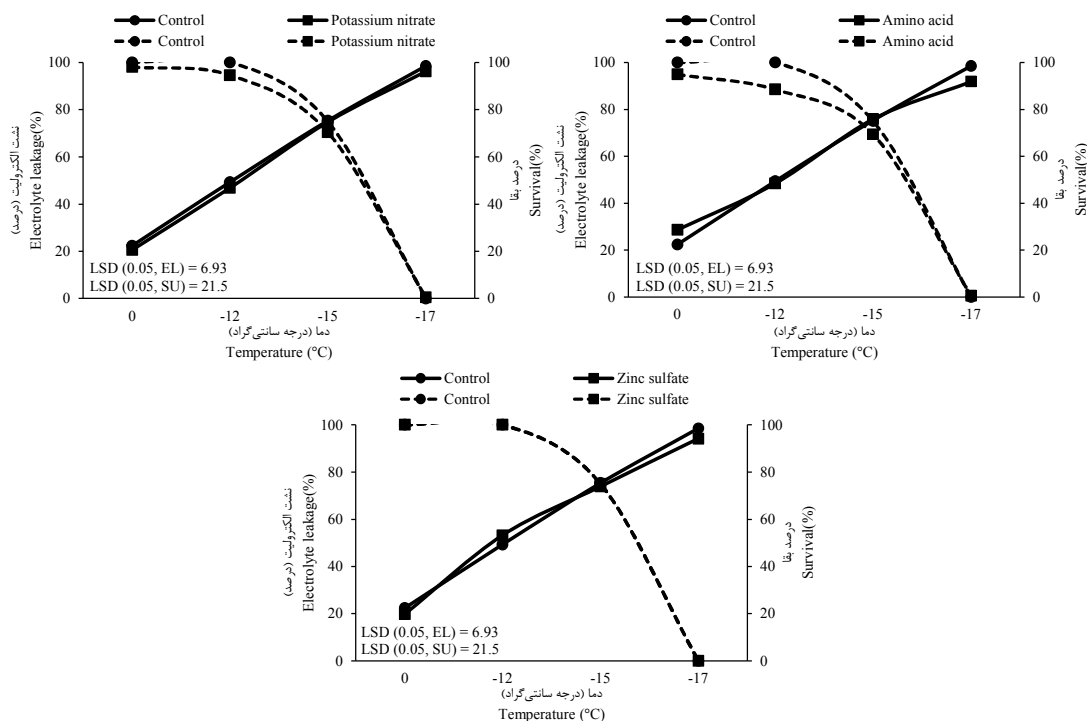 Control
Potassium nitrate
Control
Potassium nitrate
100
80
60
40
20
0
نشت الکترولیت (درصد)
Electrolyte leakage(%)
100
80
60
40
20
0
درصد بقا
Survival(%)
LSD (0.05, EL) = 6.93
LSD (0.05, SU) = 21.5
0 -12 -15 -17
دما (درجه سانتی‌گراد)
Temperature (°C)
Control
Amino acid
Control
Amino acid
100
80
60
40
20
0
نشت الکترولیت (درصد)
Electrolyte leakage(%)
100
80
60
40
20
0
درصد بقا
Survival(%)
LSD (0.05, EL) = 6.93
LSD (0.05, SU) = 21.5
0 -12 -15 -17
دما (درجه سانتی‌گراد)
Temperature (°C)
Control
Zinc sulfate
Control
Zinc sulfate
100
80
60
40
20
0
نشت الکترولیت (درصد)
Electrolyte leakage(%)
100
80
60
40
20
0
درصد بقا
Survival(%)
LSD (0.05, EL) = 6.93
LSD (0.05, SU) = 21.5
0 -12 -15 -17
دما (درجه سانتی‌گراد)
Temperature (°C)